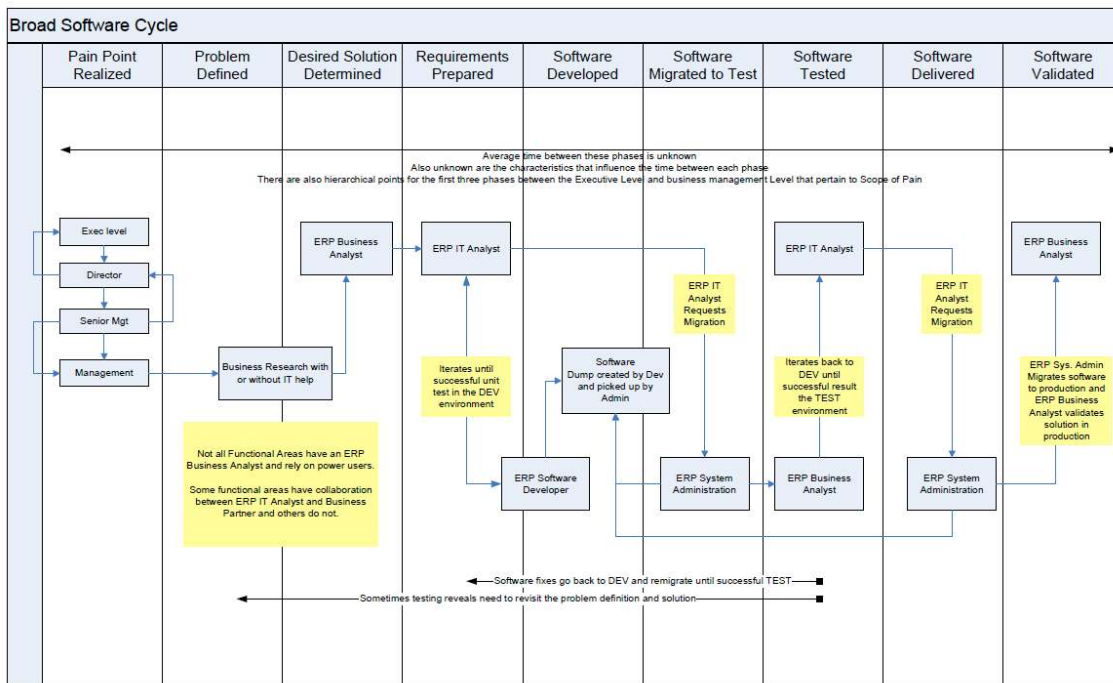 Broad Software Cycle
Pain Point
Realized
Problem
Defined
Desired Solution
Determined
Requirements
Prepared
Software
Developed
Software
Migrated to Test
Software
Tested
Software
Delivered
Software
Validated
Average time between these phases is unknown
Also unknown are the characteristics that influence the time between each phase
There are also hierarchical points for the first three phases between the Executive Level and business management Level that pertain to Scope of Pain
Exec level
Director
Senior Mgt
Management
Business Research with
or without IT help
ERP Business
Analyst
ERP IT Analyst
Iterates until
successful unit
test in the DEV
environment
ERP Software
Developer
Software
Dump created by Dev
and picked up by
Admin
ERP IT
Analyst
Requests
Migration
ERP System
Administration
ERP IT Analyst
Iterates back to
DEV until
successful result
the TEST
environment
ERP Business
Analyst
ERP IT
Analyst
Requests
Migration
ERP System
Administration
ERP Business
Analyst
ERP Sys. Admin
Migrates software
to production and
ERP Business
Analyst validates
solution in
production
Not all Functional Areas have an ERP
Business Analyst and rely on power users.
Some functional areas have collaboration
between ERP IT Analyst and Business
Partner and others do not.
Software fixes go back to DEV and remigrate until successful TEST
Sometimes testing reveals need to revisit the problem definition and solution